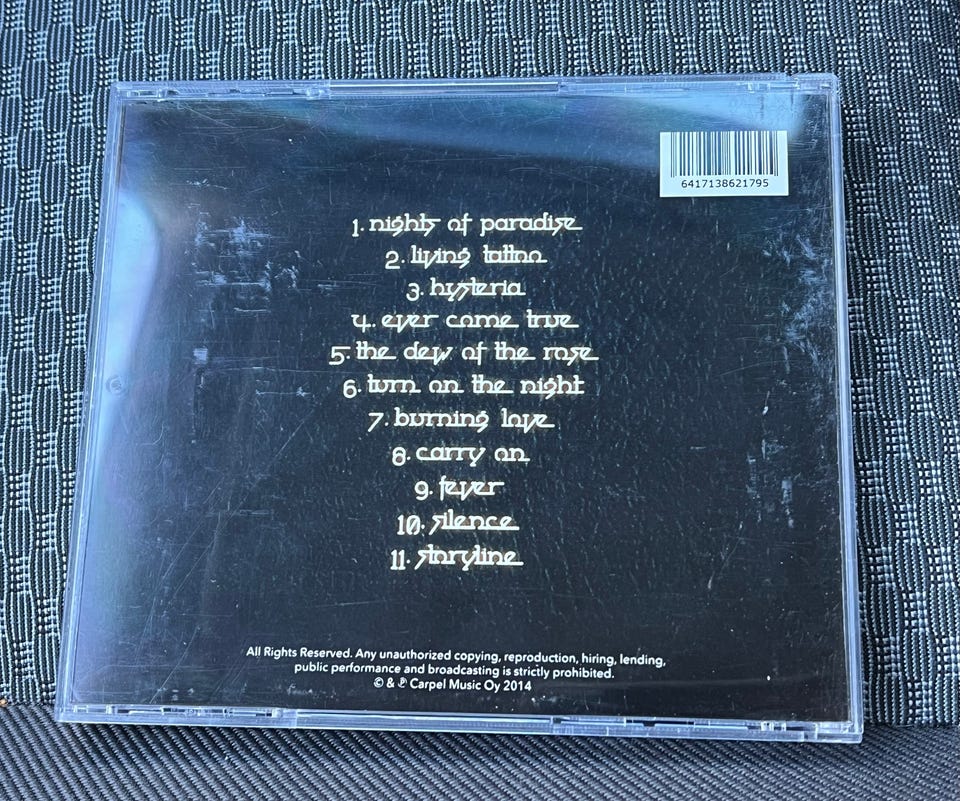 6417138621795
1. nights of paradise
2. living tattoo
3. hysteria
4. ever come true
5. the dew of the rose
6. turn on the night
7. burning love
8. carry on
9. fever
10. silence
11. storyline
All Rights Reserved. Any unauthorized copying, reproduction, hiring, lending,
public performance and broadcasting is strictly prohibited.
© & ℗ Carpel Music Oy 2014